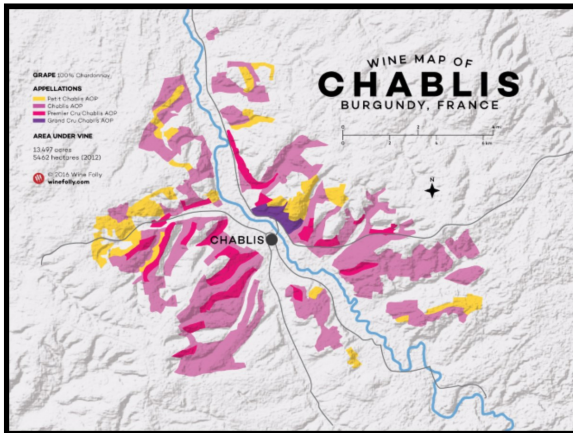 WINE MAP OF
CHABLIS
BURGUNDY, FRANCE
GRAPE 100% Chardonnay
APPELLATIONS
Petit Chablis AOP
Chablis AOP
Premier Cru Chablis AOP
Grand Cru Chablis AOP
AREA UNDER VINE
13,497 acres
5462 hectares (2012)
© 2016 Wine Folly
winefolly.com
N
CHABLIS